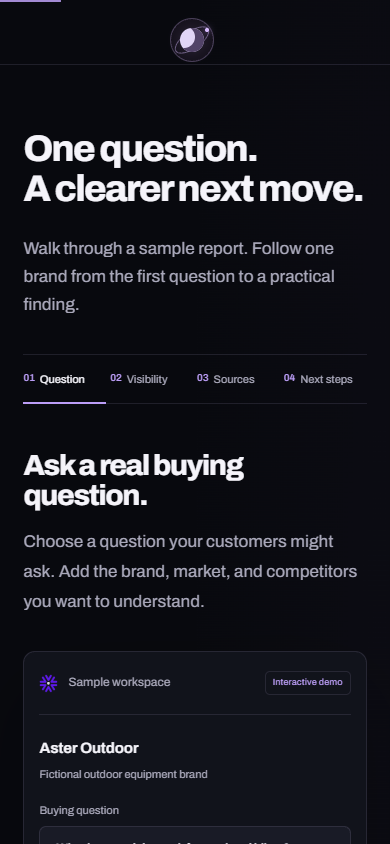 One question.
A clearer next move.
Walk through a sample report. Follow one
brand from the first question to a practical
finding.
01 Question 02 Visibility 03 Sources 04 Next steps
Ask a real buying
question.
Choose a question your customers might
ask. Add the brand, market, and competitors
you want to understand.
Sample workspace Interactive demo
Aster Outdoor
Fictional outdoor equipment brand
Buying question